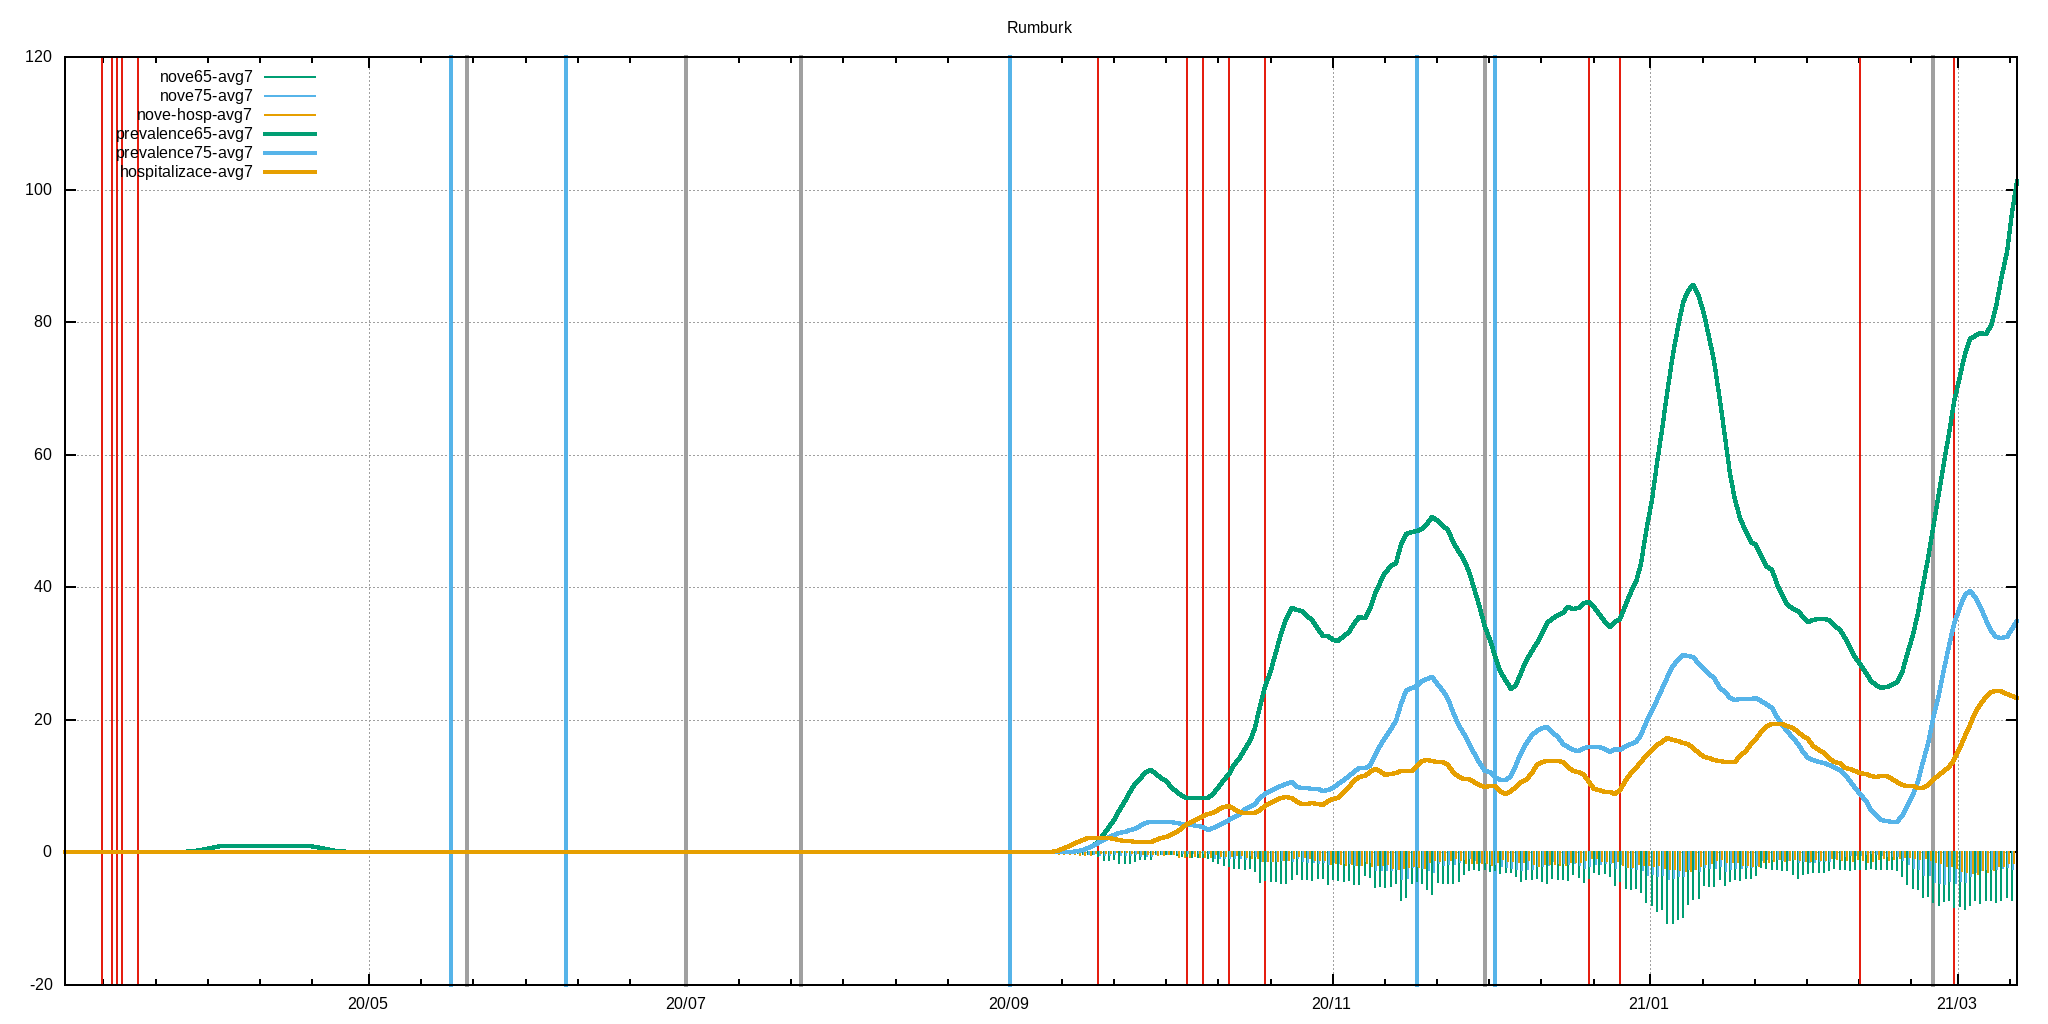 Rumburk
120
100
80
60
40
20
0
-20
nove65-avg7
nove75-avg7
nove-hosp-avg7
prevalence65-avg7
prevalence75-avg7
hospitalizace-avg7
20/05
20/07
20/09
20/11
21/01
21/03